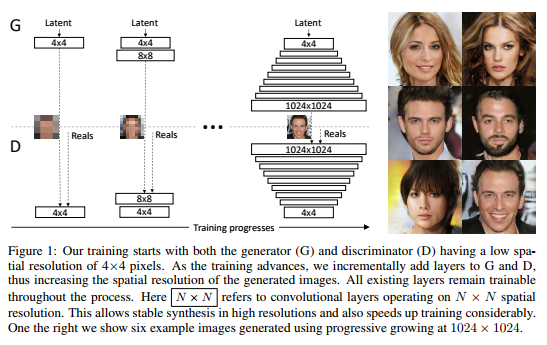 G
Latent
Latent
Latent
4x4
4x4
4x4
8x8
1024x1024
Reals
Reals
Reals
D
1024x1024
8x8
4x4
4x4
4x4
Training progresses
Figure 1: Our training starts with both the generator (G) and discriminator (D) having a low spa-
tial resolution of 4×4 pixels. As the training advances, we incrementally add layers to G and D,
thus increasing the spatial resolution of the generated images. All existing layers remain trainable
throughout the process. Here N × N refers to convolutional layers operating on N × N spatial
resolution. This allows stable synthesis in high resolutions and also speeds up training considerably.
One the right we show six example images generated using progressive growing at 1024 × 1024.